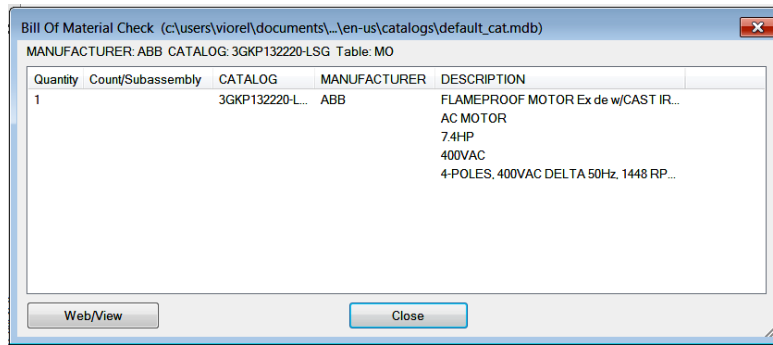 Bill Of Material Check (c:\users\viorel\documents\...\en-us\catalogs\default_cat.mdb)
MANUFACTURER: ABB CATALOG: 3GKP132220-LSG Table: MO
Quantity Count/Subassembly CATALOG MANUFACTURER DESCRIPTION
1 3GKP132220-L... ABB FLAMEPROOF MOTOR Ex de w/CAST IR...
AC MOTOR
7.4HP
400VAC
4-POLES, 400VAC DELTA 50Hz, 1448 RP...
Web/View Close